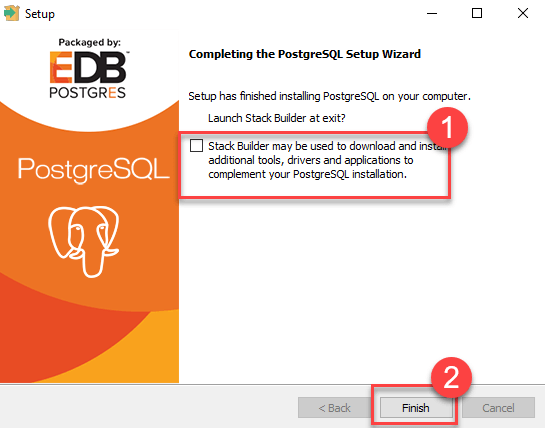 Setup
Packaged by:
EDB
POSTGRES
PostgreSQL
Completing the PostgreSQL Setup Wizard
Setup has finished installing PostgreSQL on your computer.
Launch Stack Builder at exit?
1
Stack Builder may be used to download and install
additional tools, drivers and applications to
complement your PostgreSQL installation.
2
< Back
Finish
Cancel